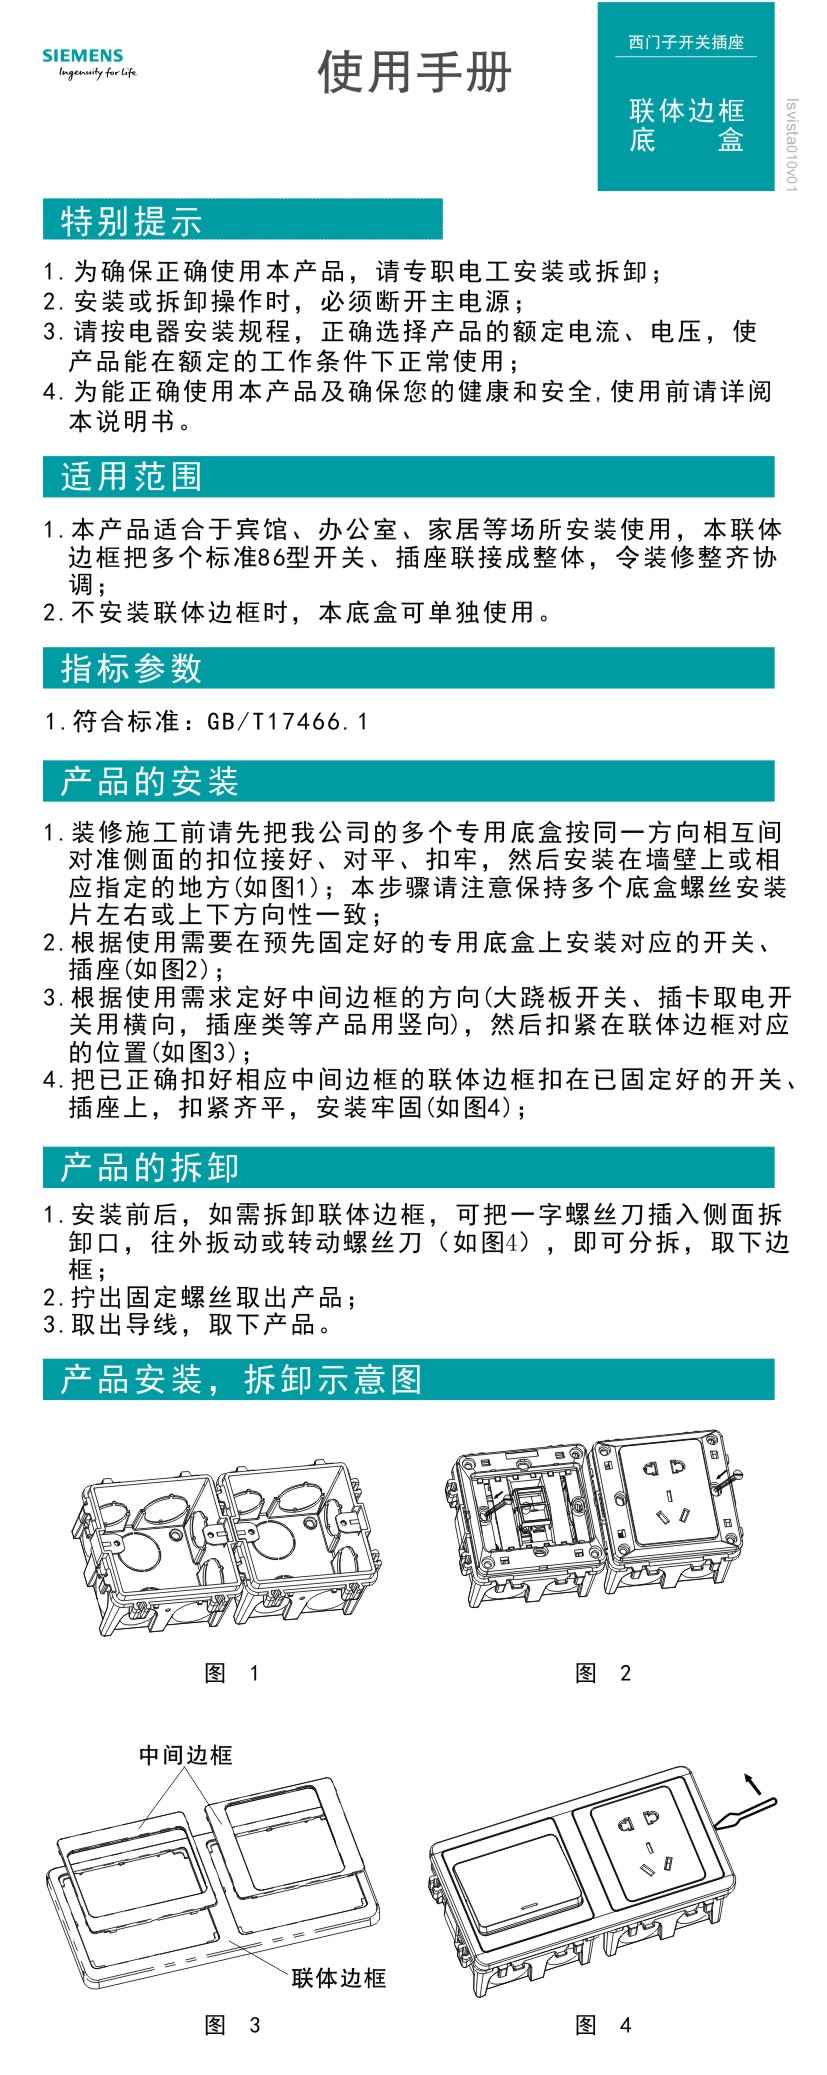 SIEMENS
Ingenuity for life
使用手册
西门子开关插座
联体边框
底 盒
lsvista010v01
特别提示
1.为确保正确使用本产品，请专职电工安装或拆卸；
2.安装或拆卸操作时，必须断开主电源；
3.请按电器安装规程，正确选择产品的额定电流、电压，使
产品能在额定的工作条件下正常使用；
4.为能正确使用本产品及确保您的健康和安全,使用前请详阅
本说明书。
适用范围
1.本产品适合于宾馆、办公室、家居等场所安装使用，本联体
边框把多个标准86型开关、插座联接成整体，令装修整齐协
调；
2.不安装联体边框时，本底盒可单独使用。
指标参数
1.符合标准：GB/T17466.1
产品的安装
1.装修施工前请先把我公司的多个专用底盒按同一方向相互间
对准侧面的扣位接好、对平、扣牢，然后安装在墙壁上或相
应指定的地方(如图1)；本步骤请注意保持多个底盒螺丝安装
片左右或上下方向性一致；
2.根据使用需要在预先固定好的专用底盒上安装对应的开关、
插座(如图2)；
3.根据使用需求定好中间边框的方向(大跷板开关、插卡取电开
关用横向，插座类等产品用竖向)，然后扣紧在联体边框对应
的位置(如图3)；
4.把已正确扣好相应中间边框的联体边框扣在已固定好的开关、
插座上，扣紧齐平，安装牢固(如图4)；
产品的拆卸
1.安装前后，如需拆卸联体边框，可把一字螺丝刀插入侧面拆
卸口，往外扳动或转动螺丝刀（如图4），即可分拆，取下边
框；
2.拧出固定螺丝取出产品；
3.取出导线，取下产品。
产品安装，拆卸示意图
图 1
图 2
中间边框
联体边框
图 3
图 4